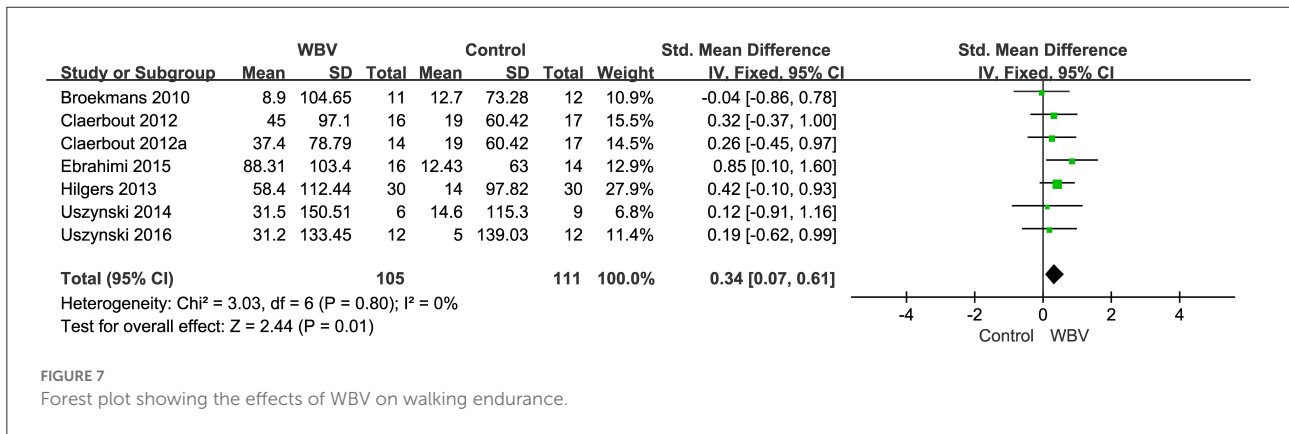 WBV Control Std. Mean Difference Std. Mean Difference
Study or Subgroup Mean SD Total Mean SD Total Weight IV, Fixed, 95% CI IV, Fixed, 95% CI
Broekmans 2010 8.9 104.65 11 12.7 73.28 12 10.9% -0.04 [-0.86, 0.78]
Claerbout 2012 45 97.1 16 19 60.42 17 15.5% 0.32 [-0.37, 1.00]
Claerbout 2012a 37.4 78.79 14 19 60.42 17 14.5% 0.26 [-0.45, 0.97]
Ebrahimi 2015 88.31 103.4 16 12.43 63 14 12.9% 0.85 [0.10, 1.60]
Hilgers 2013 58.4 112.44 30 14 97.82 30 27.9% 0.42 [-0.10, 0.93]
Uszynski 2014 31.5 150.51 6 14.6 115.3 9 6.8% 0.12 [-0.91, 1.16]
Uszynski 2016 31.2 133.45 12 5 139.03 12 11.4% 0.19 [-0.62, 0.99]
Total (95% CI) 105 111 100.0% 0.34 [0.07, 0.61]
Heterogeneity: Chi² = 3.03, df = 6 (P = 0.80); I² = 0%
Test for overall effect: Z = 2.44 (P = 0.01)
-4 -2 0 2 4
Control WBV
FIGURE 7
Forest plot showing the effects of WBV on walking endurance.